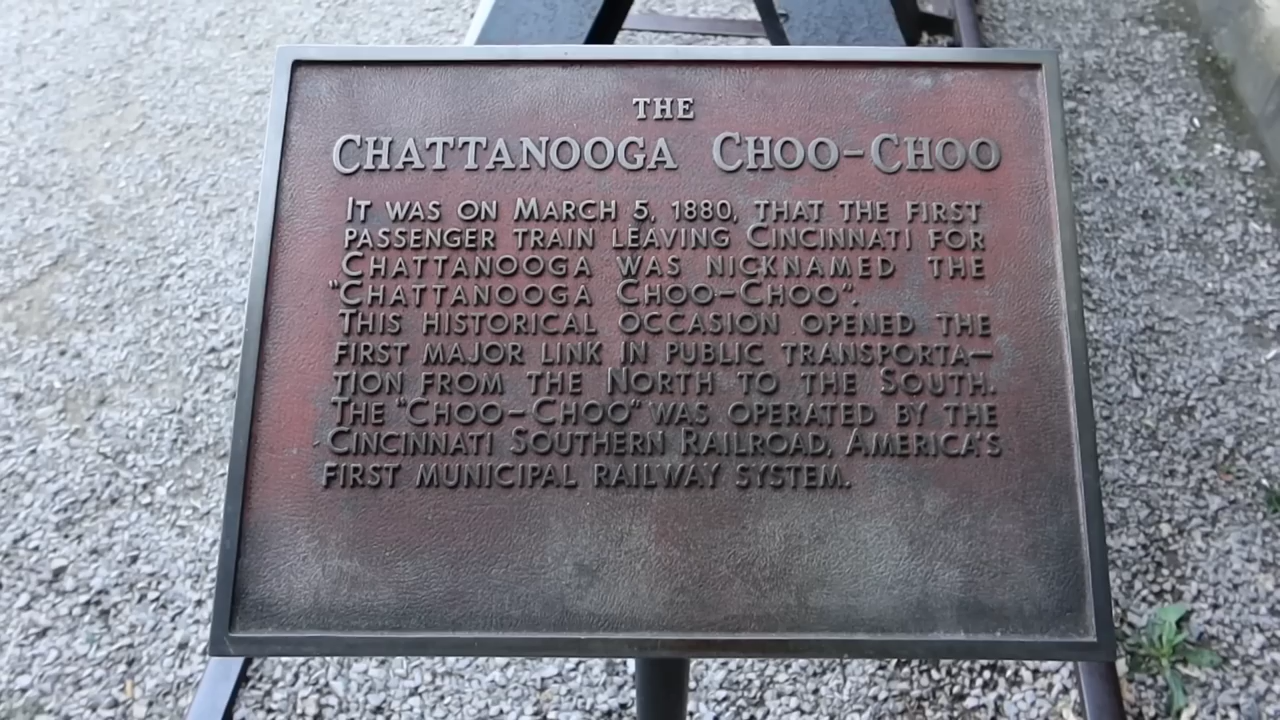 THE
CHATTANOOGA CHOO-CHOO
IT WAS ON MARCH 5, 1880, THAT THE FIRST
PASSENGER TRAIN LEAVING CINCINNATI FOR
CHATTANOOGA WAS NICKNAMED THE
"CHATTANOOGA CHOO-CHOO".
THIS HISTORICAL OCCASION OPENED THE
FIRST MAJOR LINK IN PUBLIC TRANSPORTA-
TION FROM THE NORTH TO THE SOUTH.
THE "CHOO-CHOO" WAS OPERATED BY THE
CINCINNATI SOUTHERN RAILROAD, AMERICA'S
FIRST MUNICIPAL RAILWAY SYSTEM.